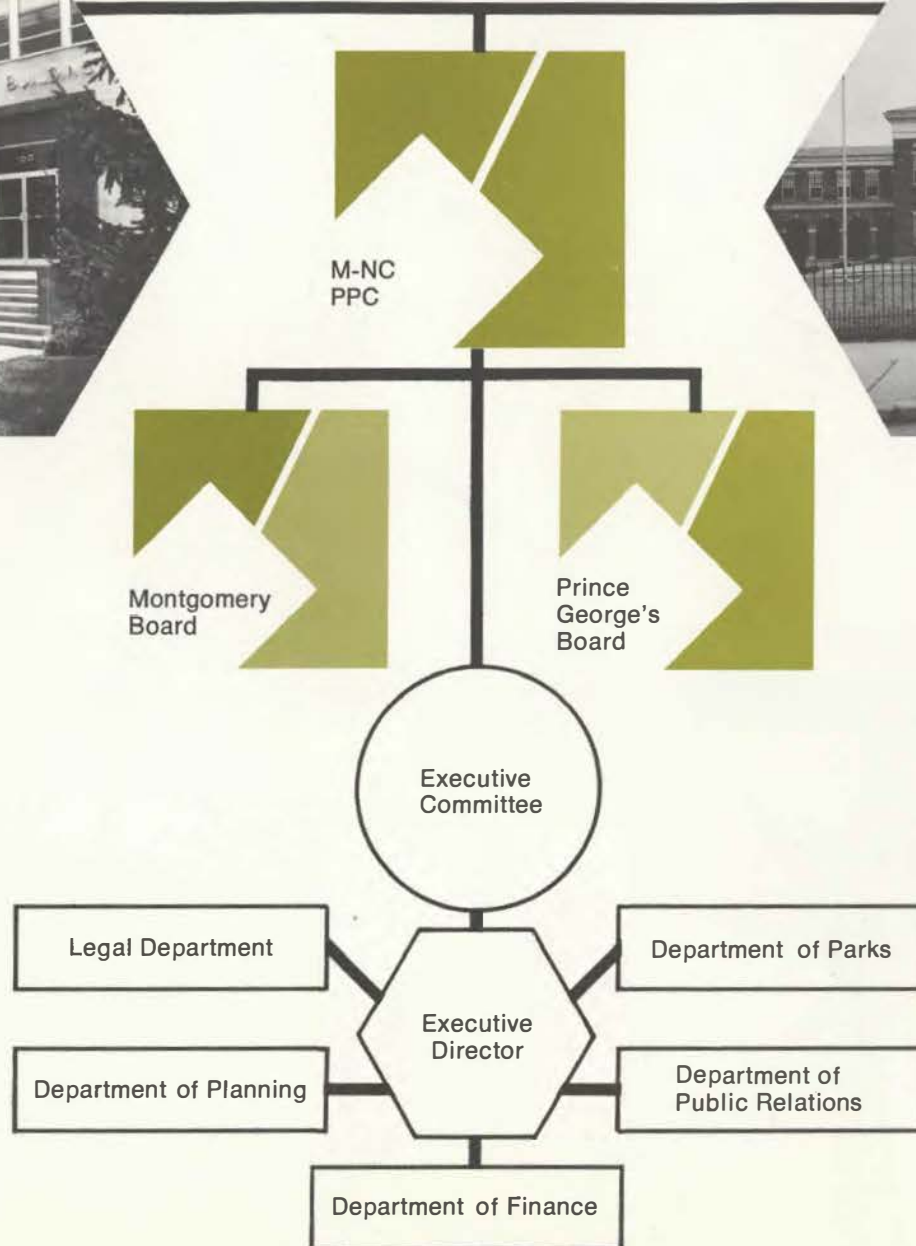 M-NC
PPC
Montgomery
Board
Prince
George's
Board
Executive
Committee
Legal Department
Department of Parks
Executive
Director
Department of Planning
Department of
Public Relations
Department of Finance